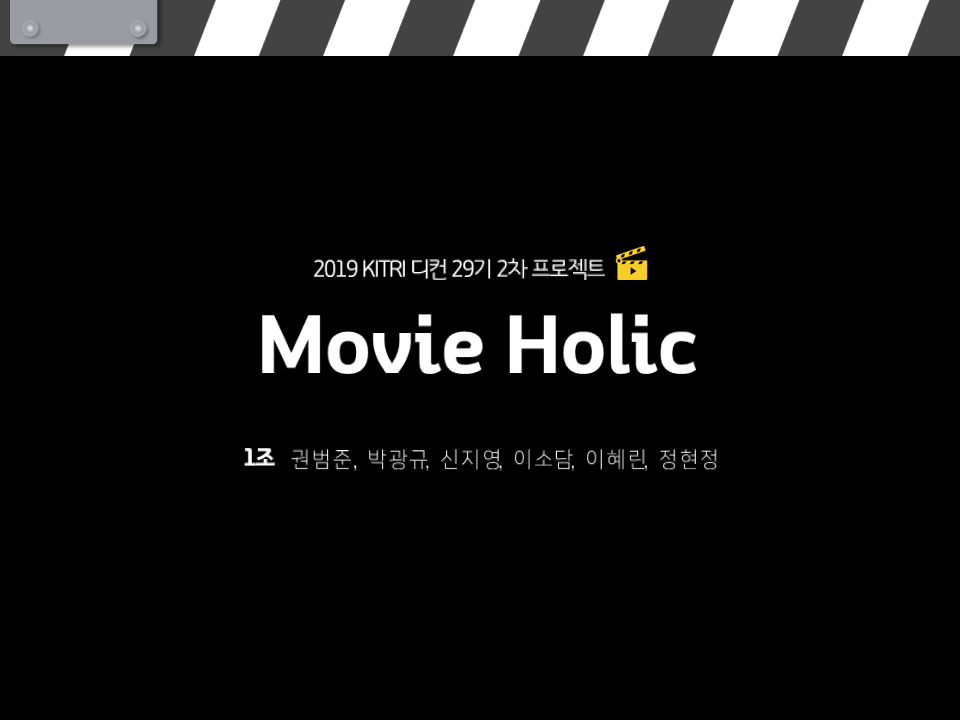 2019 KITRI 디컨 29기 2차 프로젝트
Movie Holic
1조 권범준, 박광규, 신지영, 이소담, 이혜린, 정현정